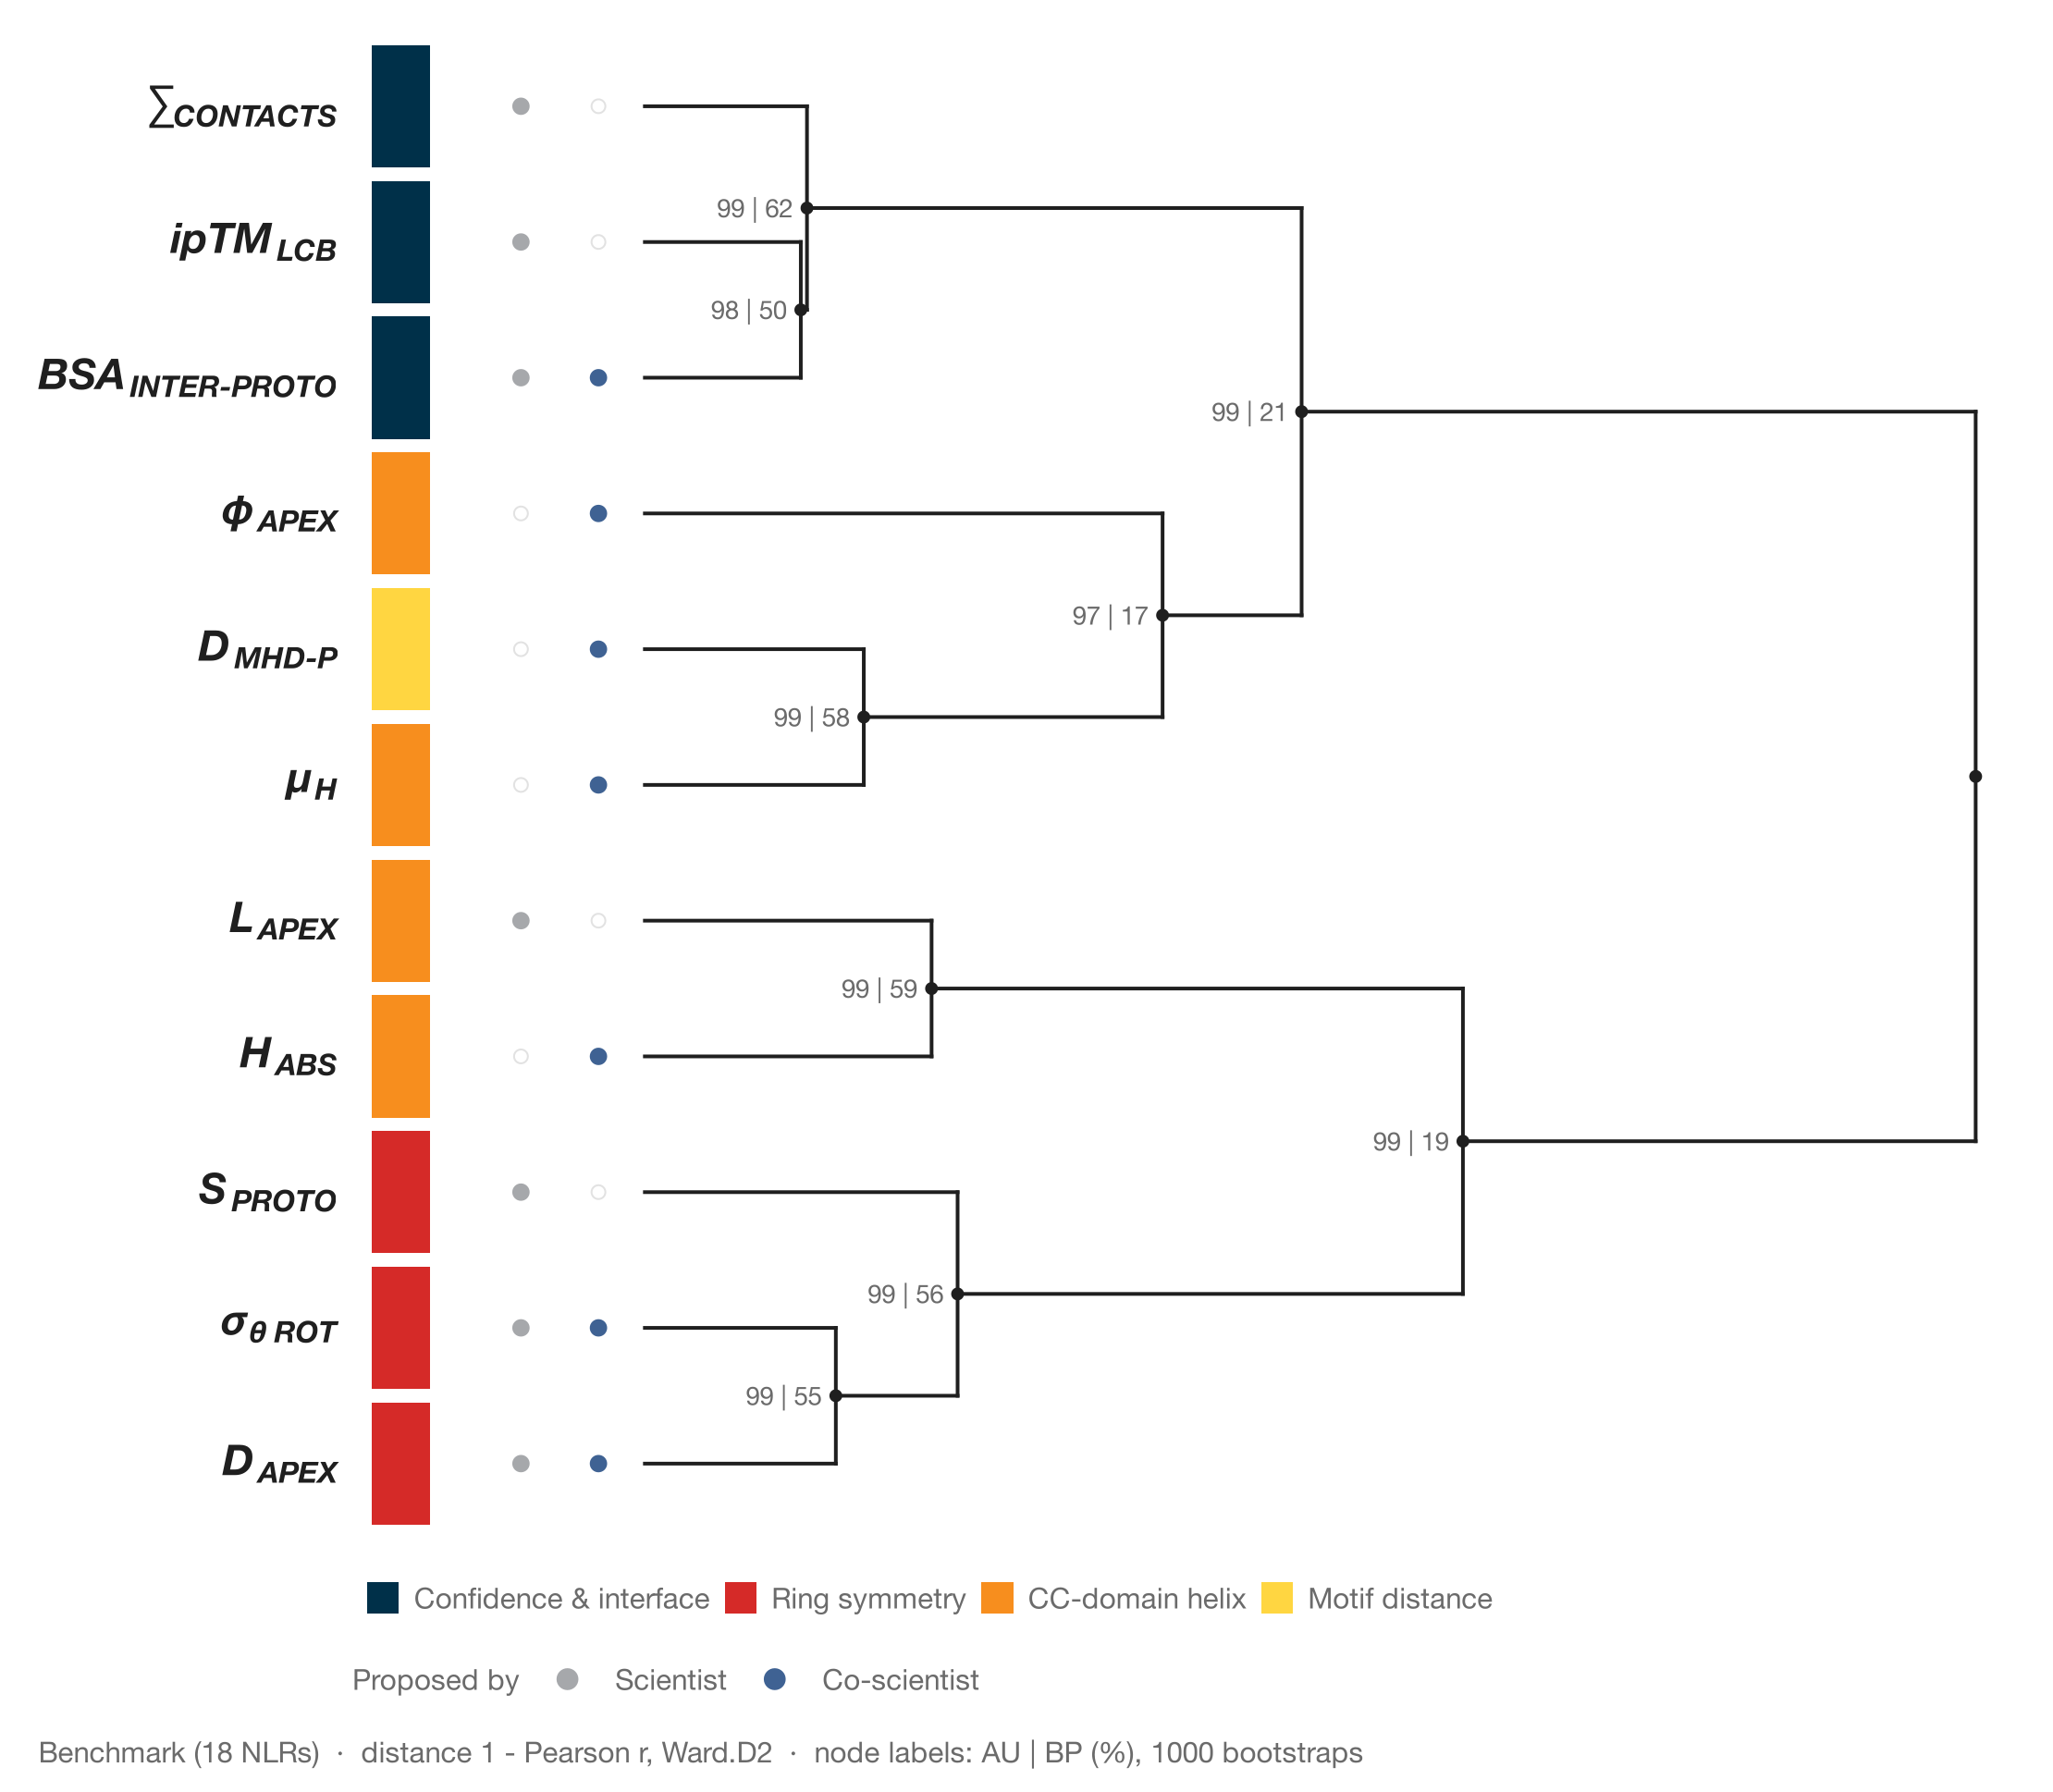 ∑CONTACTS
99 | 62
ipTM LCB
98 | 50
BSA INTER-PROTO
99 | 21
ϕ APEX
97 | 17
D MHD-P
99 | 58
μ H
L APEX
99 | 59
H ABS
99 | 19
S PROTO
99 | 56
σ θ ROT
99 | 55
D APEX
Confidence & interface Ring symmetry CC-domain helix Motif distance
Proposed by Scientist Co-scientist
Benchmark (18 NLRs) · distance 1 - Pearson r, Ward.D2 · node labels: AU | BP (%), 1000 bootstraps